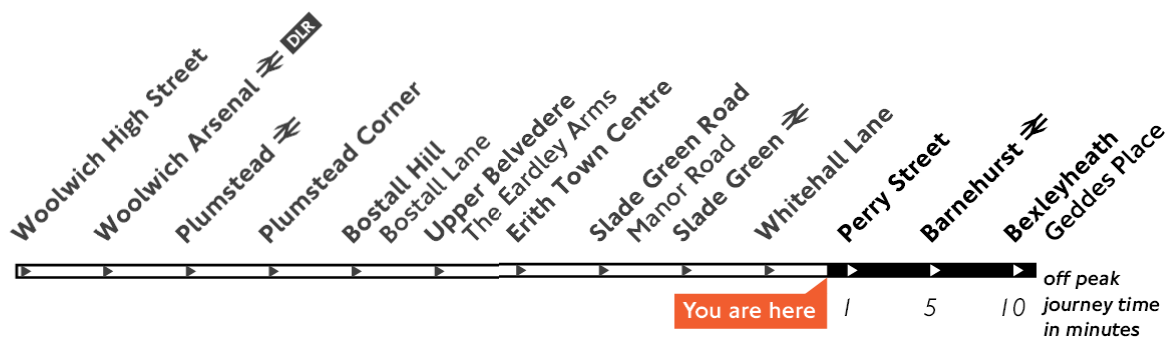 Woolwich High Street
Woolwich Arsenal DLR
Plumstead
Plumstead Corner
Bostall Hill
Bostall Lane
Upper Belvedere
The Eardley Arms
Erith Town Centre
Slade Green Road
Manor Road
Slade Green
Whitehall Lane
Perry Street
Barnehurst
Bexleyheath
Geddes Place
You are here
1 5 10
off peak
journey time
in minutes